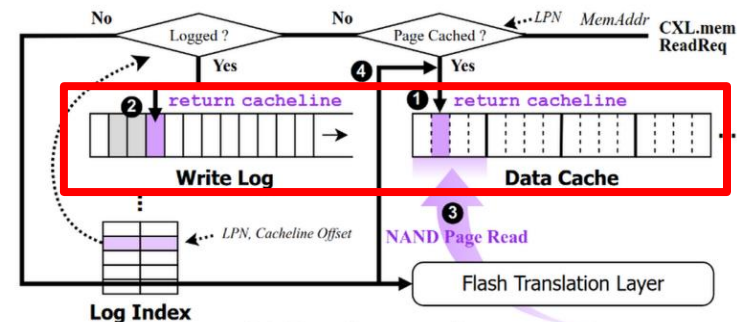 No
Logged ?
No
Page Cached ?
LPN
MemAddr
CXL.mem
ReadReq
Yes
4
Yes
2
return cacheline
1
return cacheline
Write Log
Data Cache
...
3
LPN, Cacheline Offset
NAND Page Read
Flash Translation Layer
Log Index